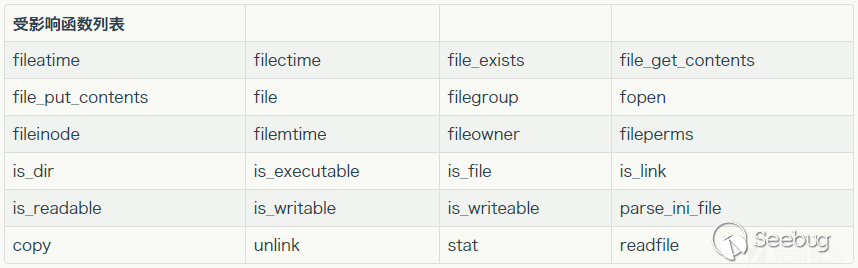 受影响函数列表
fileatime filectime file_exists file_get_contents
file_put_contents file filegroup fopen
fileinode filemtime fileowner fileperms
is_dir is_executable is_file is_link
is_readable is_writable is_writeable parse_ini_file
copy unlink stat readfile
Seebug